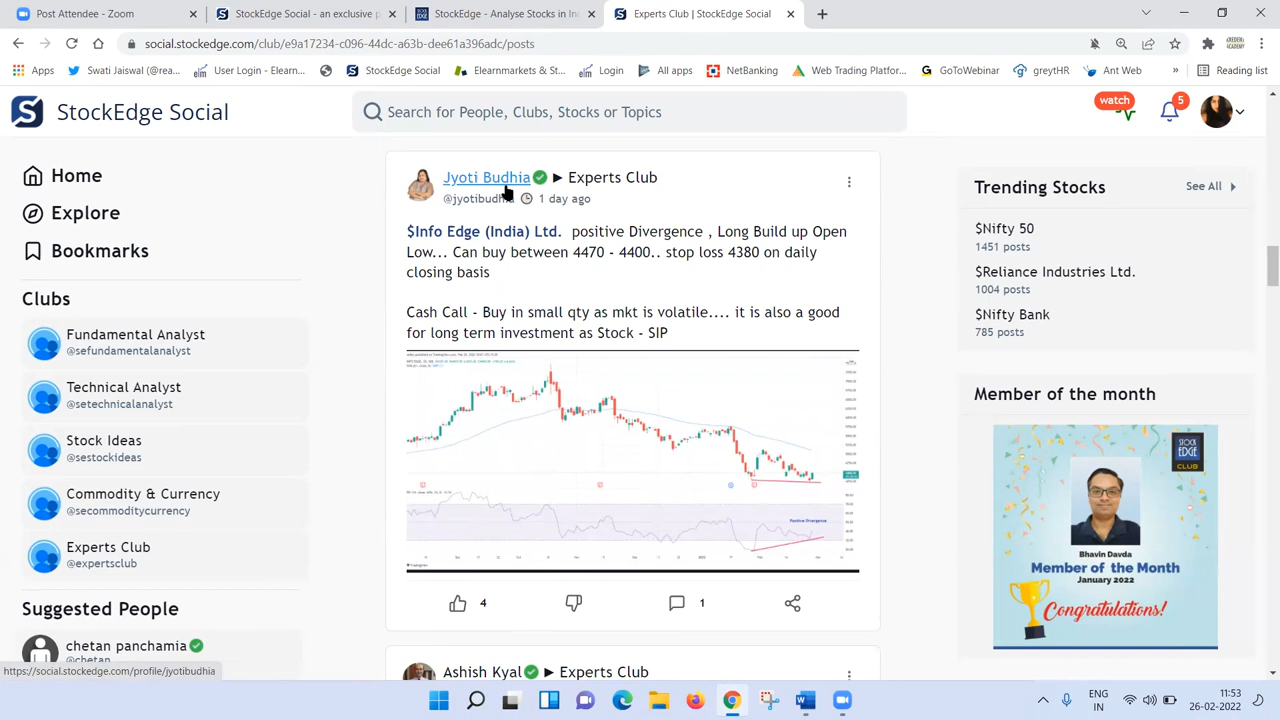 Post Attendee - Zoom
StockEdge Social - an exclusive p
StockEdge - Analyse Stocks in In
Experts Club | StockEdge Social
social.stockedge.com/club/e9a17234-c096-44dc-a63b-dee61a396adc/posts
Apps
Swati Jaiswal (@rea...
User Login - Elearn...
StockEdge Social
Elearnmarkets & St...
Login
All apps
NetBanking
Web Trading Platfor...
GoToWebinar
greytHR
Ant Web
»
Reading list
StockEdge Social
Search for People, Clubs, Stocks or Topics
watch
5
Home
Explore
Bookmarks
Clubs
Fundamental Analyst
@sefundamentalanalyst
Technical Analyst
@setechnicalanalyst
Stock Ideas
@sestockideas
Commodity & Currency
@secommoditycurrency
Experts Club
@expertsclub
Suggested People
chetan panchamia
@chetan
https://social.stockedge.com/profile/jyotibudhia
Jyoti Budhia ▶ Experts Club
@jyotibudhia 1 day ago
$Info Edge (India) Ltd. positive Divergence , Long Build up Open
Low... Can buy between 4470 - 4400.. stop loss 4380 on daily
closing basis
Cash Call - Buy in small qty as mkt is volatile.... it is also a good
for long term investment as Stock - SIP
Positive Divergence
4
1
Ashish Kyal ▶ Experts Club
Trending Stocks
See All
$Nifty 50
1451 posts
$Reliance Industries Ltd.
1004 posts
$Nifty Bank
785 posts
Member of the month
STOCK
EDGE
CLUB
Bhavin Davda
Member of the Month
January 2022
Congratulations!
ENG
IN
11:53
26-02-2022